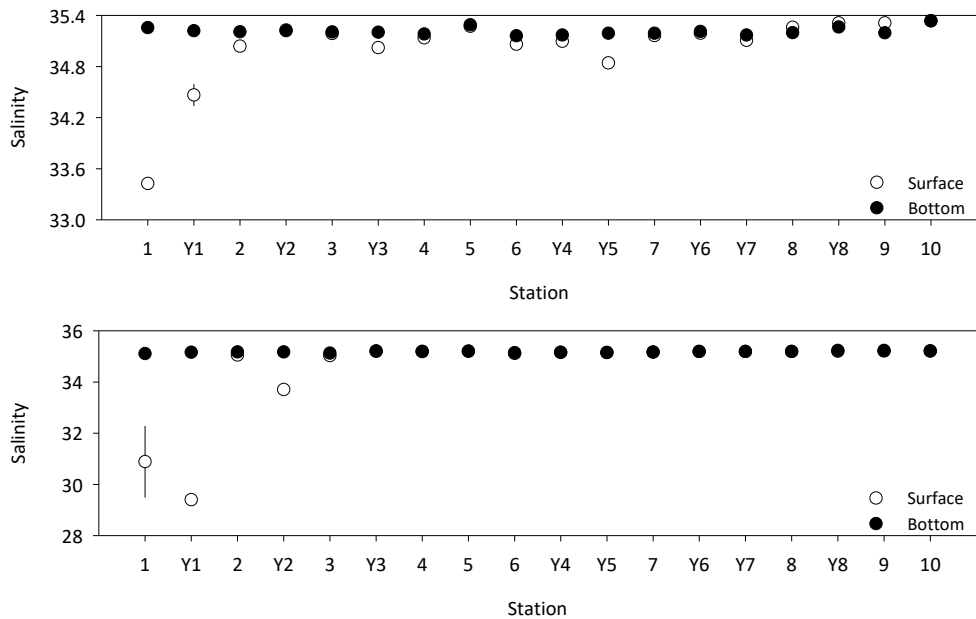 35.4
34.8
34.2
33.6
33.0
Salinity
Surface
Bottom
1 Y1 2 Y2 3 Y3 4 5 6 Y4 Y5 7 Y6 Y7 8 Y8 9 10
Station
36
34
32
30
28
Salinity
Surface
Bottom
1 Y1 2 Y2 3 Y3 4 5 6 Y4 Y5 7 Y6 Y7 8 Y8 9 10
Station